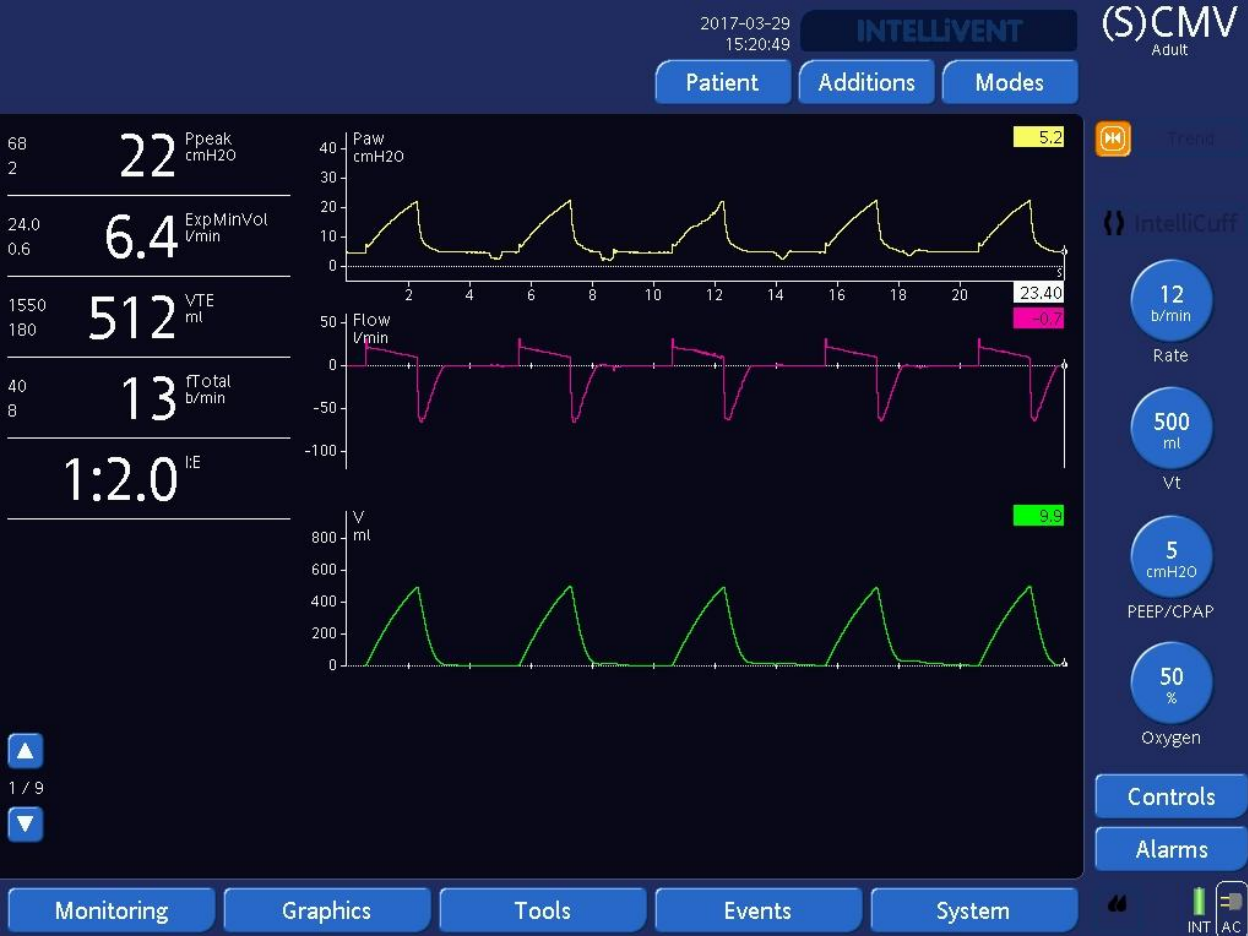 2017-03-29
15:20:49
INTELLiVENT
(S)CMV
Adult
Patient
Additions
Modes
68
2
22
Ppeak
cmH2O
24.0
0.6
6.4
ExpMinVol
l/min
1550
180
512
VTE
ml
40
8
13
fTotal
b/min
1:2.0
I:E
Paw
cmH2O
5.2
40
30
20
10
0
s
2 4 6 8 10 12 14 16 18 20 23.40
Flow
l/min
-0.7
50
0
-50
-100
V
ml
9.9
800
600
400
200
0
Trend
IntelliCuff
12
b/min
Rate
500
ml
Vt
5
cmH2O
PEEP/CPAP
50
%
Oxygen
Controls
Alarms
1 / 9
Monitoring
Graphics
Tools
Events
System
INT
AC